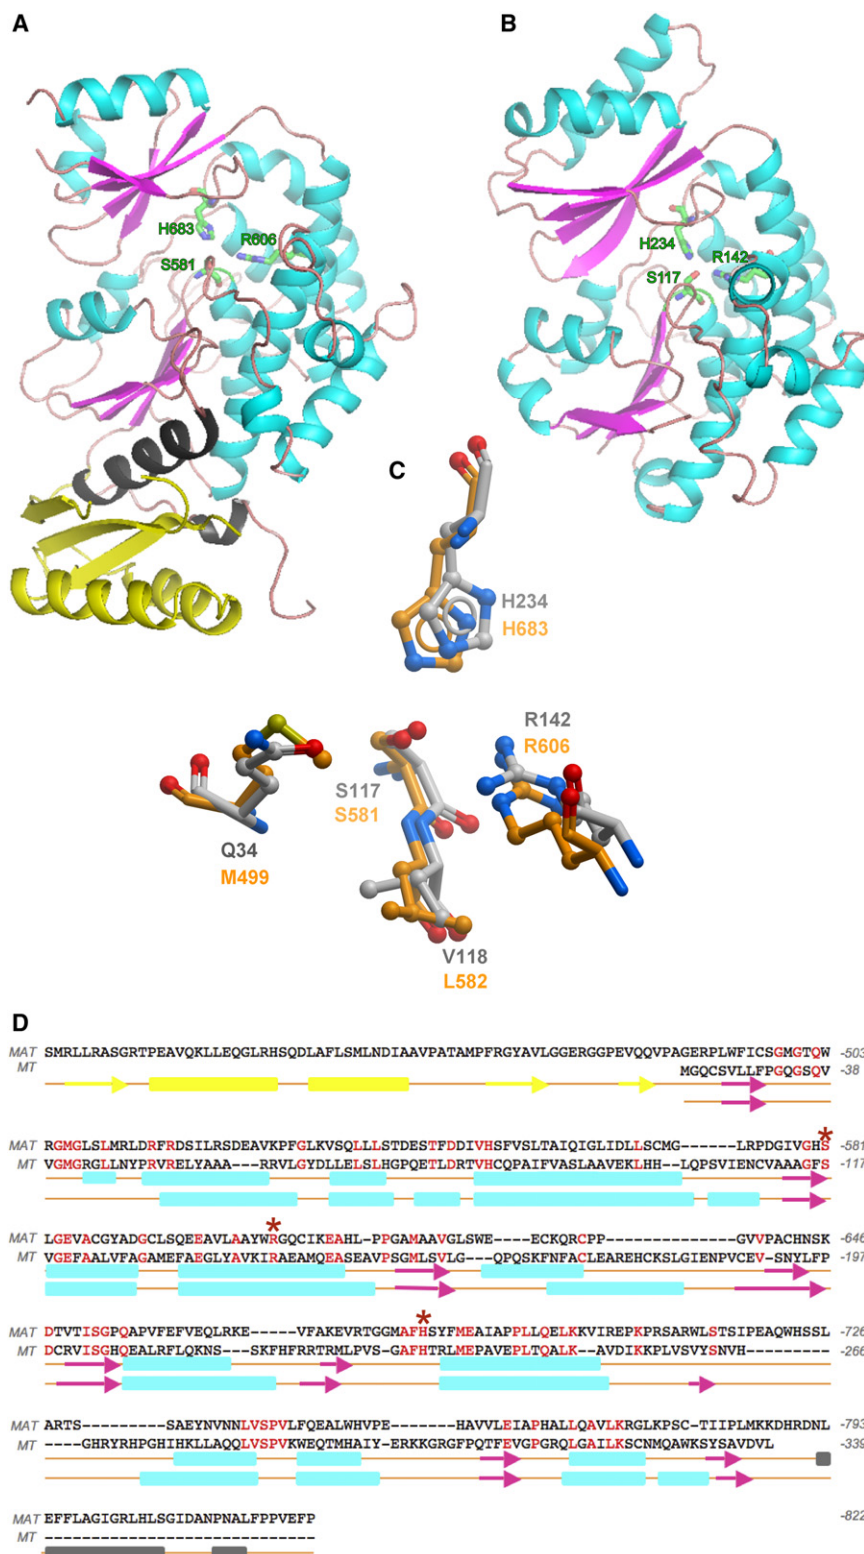 A
B
H683
R606
S581
H234
R142
S117
C
H234
H683
R142
R606
S117
S581
Q34
M499
V118
L582
D
MAT SMRLLRASGRTPEAVQKLLEQGLRHSQDLAFLSMLNDIAAVPATAMPFRGYAVLGGERGGPEVQQVPAGERPLWFICSGMGTQW -503
MT MGQCSVLLFPGQGSQV -38
MAT RGMGLSLMRLDRFRDSILRSDEAVKPFGLKVSQLLLSTDESTFDDIVHSFVSLTAIQIGLIDLLSCMG------LRPDGIVGHS -581
MT VGMGRGLLNYPRVRELYAAA---RRVLGYDLLELSLHGPQETLDRTVHCQPAIFVASLAAVEKLHH--LQPSVIENCVAAAGFS -117
*
MAT LGEVACGYADGCLSQEEAVLAAYWRGQCIKEAHL-PPGAMAAVGLSWE----ECKQRCPP-------------GVVPACHNSK -646
MT VGEFAALVFAGAMEFAEGLYAVKIRAEAMQEASEAVPSGMLSVLG---QPQSKFNFACLEAREHCKSLGIENPVCEV-SNYLFP -197
*
MAT DTVTISGPQAPVFEFVEQLRKE-----VFAKEVRTGGMAFHSYFMEAIAPPLLQELKKVIREPKPRSARWLSTSIPEAQWHSSL -726
MT DCRVISGHQEALRFLQKNS----SKFHFRRTRMLPVS-GAFHTRLMEPAVEPLTQALK--AVDIKKPLVSVYSNVH--------- -266
*
MAT ARTS----------SAEYNVNNLVSPVLFQEALWHVPE--------HAVVLEIAPHALLQAVLKRGLKPSC-TIIPLMKKDHRDNL -793
MT ----GHRYRHPGHIHKLLAQQLVSPVKWEQTMHAIY-ERKKGRGFPQTFEVGPGRQLGAILKSCNMQAWKSYSAVDVL -339
MAT EFFLAGIGRLHLSGIDANPNALFPPVEFP -822
MT -----------------------------